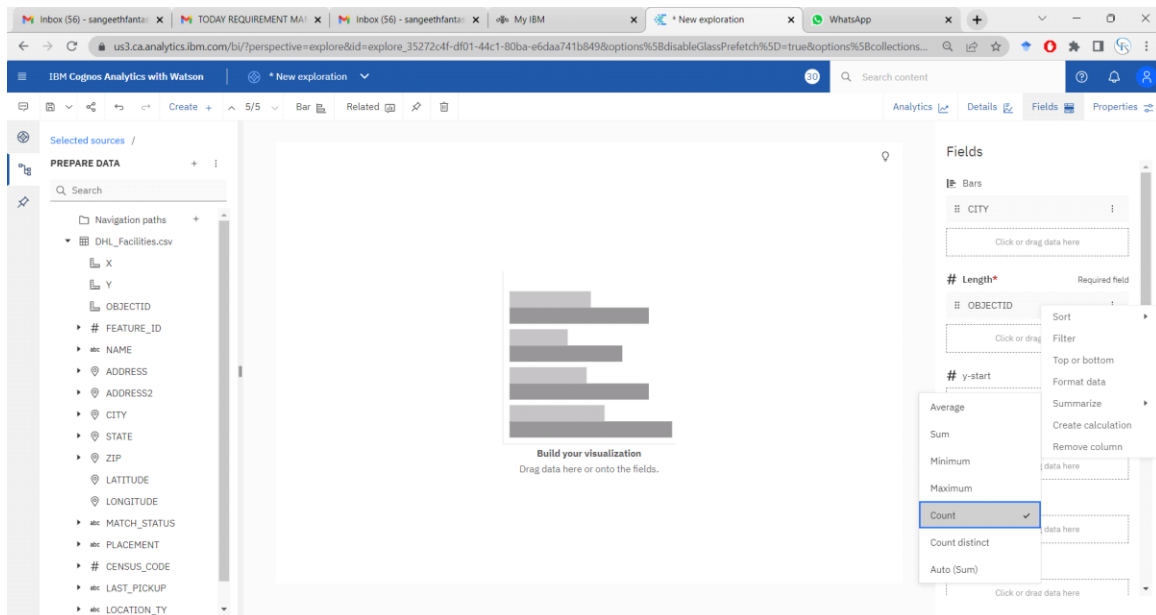 Inbox (56) - sangeethfantas
TODAY REQUIREMENT MAI
Inbox (56) - sangeethfantas
My IBM
* New exploration
WhatsApp
us3.ca.analytics.ibm.com/bi/?perspective=explore&id=explore_35272c4f-df01-44c1-80ba-e6daa741b849&options%5BdisableGlassPrefetch%5D=true&options%5Bcollections...
IBM Cognos Analytics with Watson
* New exploration
30
Search content
Create +
5/5
Bar
Related
Analytics
Details
Fields
Properties
Selected sources /
PREPARE DATA
Search
Navigation paths
DHL_Facilities.csv
X
Y
OBJECTID
# FEATURE_ID
abc NAME
ADDRESS
ADDRESS2
CITY
STATE
ZIP
LATITUDE
LONGITUDE
abc MATCH_STATUS
abc PLACEMENT
# CENSUS_CODE
abc LAST_PICKUP
abc LOCATION_TY
Build your visualization
Drag data here or onto the fields.
Fields
Bars
CITY
Click or drag data here
# Length*
Required field
OBJECTID
Click or drag
# y-start
Sort
Filter
Top or bottom
Format data
Summarize
Create calculation
Remove column
Average
Sum
Minimum
Maximum
Count
Count distinct
Auto (Sum)
data here
data here
Click or drag data here